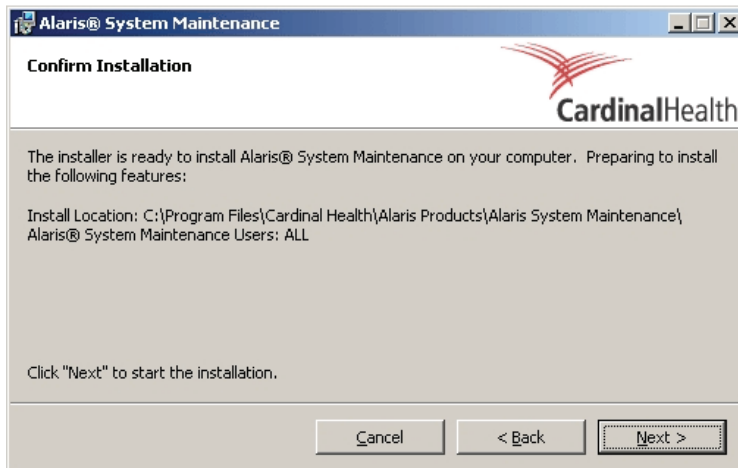 Alaris® System Maintenance
Confirm Installation
CardinalHealth
The installer is ready to install Alaris® System Maintenance on your computer. Preparing to install
the following features:
Install Location: C:\Program Files\Cardinal Health\Alaris Products\Alaris System Maintenance\
Alaris® System Maintenance Users: ALL
Click "Next" to start the installation.
Cancel
< Back
Next >